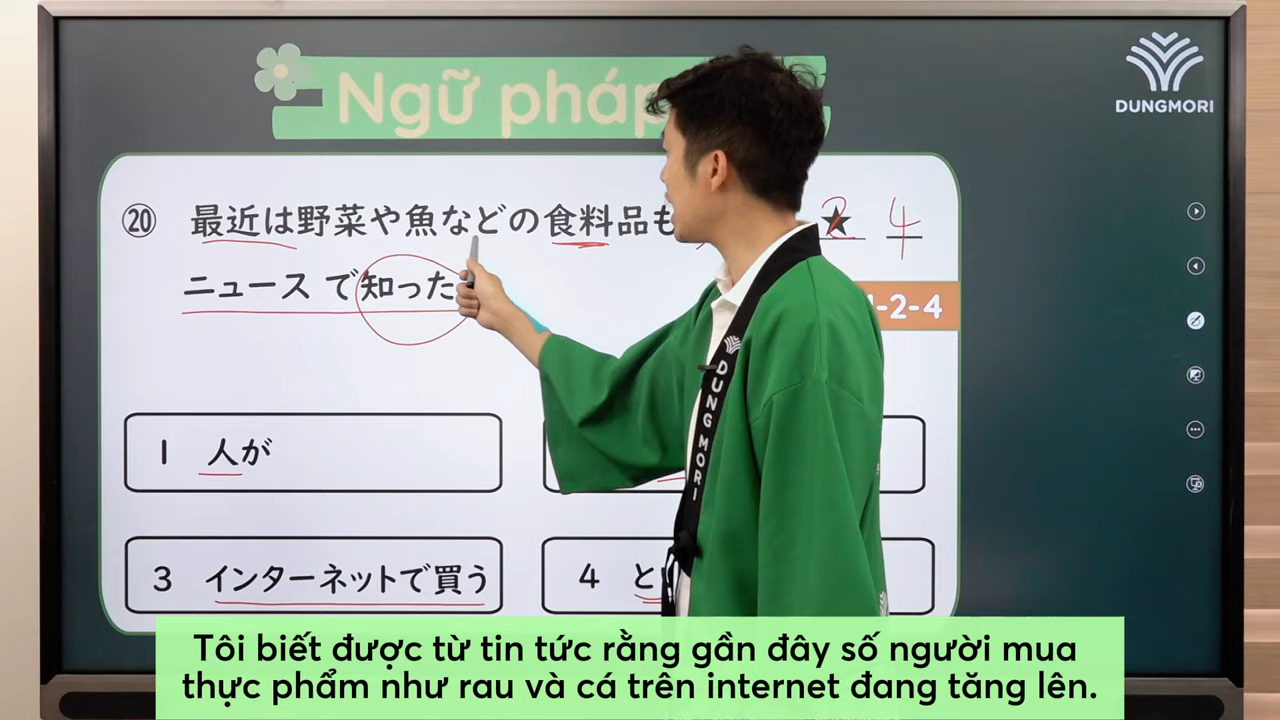 Ngữ pháp
DUNGMORI
⑳ 最近は野菜や魚などの食料品も ★ 2 4
ニュースで知った
1-2-4
1 人が
3 インターネットで買う
4 と
DUNG MORI
Tôi biết được từ tin tức rằng gần đây số người mua
thực phẩm như rau và cá trên internet đang tăng lên.